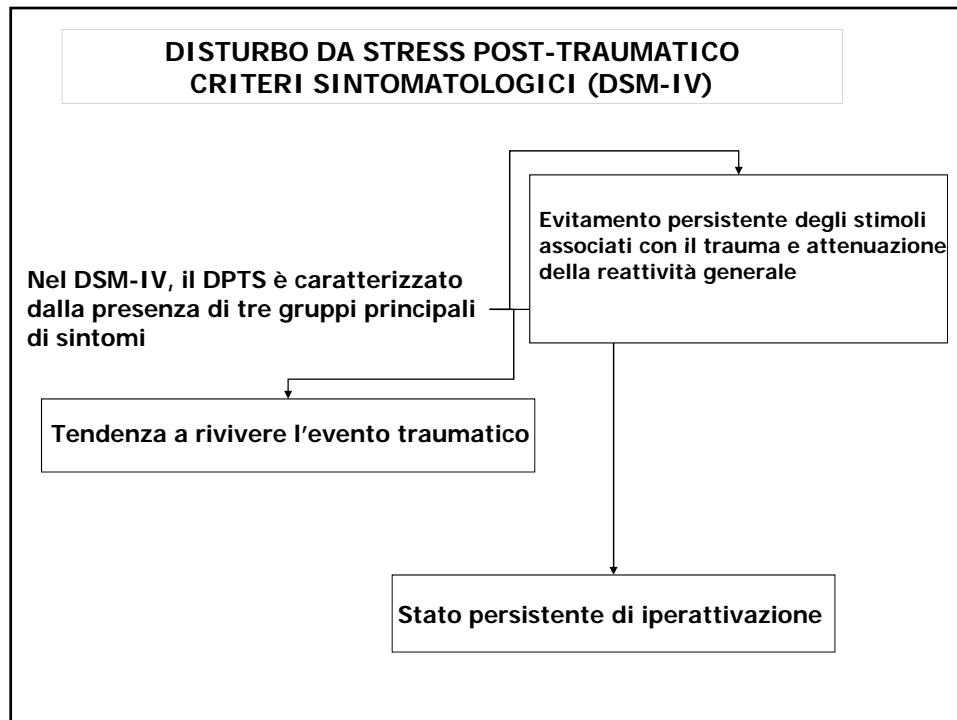 DISTURBO DA STRESS POST-TRAUMATICO
CRITERI SINTOMATOLOGICI (DSM-IV)
Nel DSM-IV, il DPTS è caratterizzato
dalla presenza di tre gruppi principali
di sintomi
Evitamento persistente degli stimoli
associati con il trauma e attenuazione
della reattività generale
Tendenza a rivivere l'evento traumatico
Stato persistente di iperattivazione